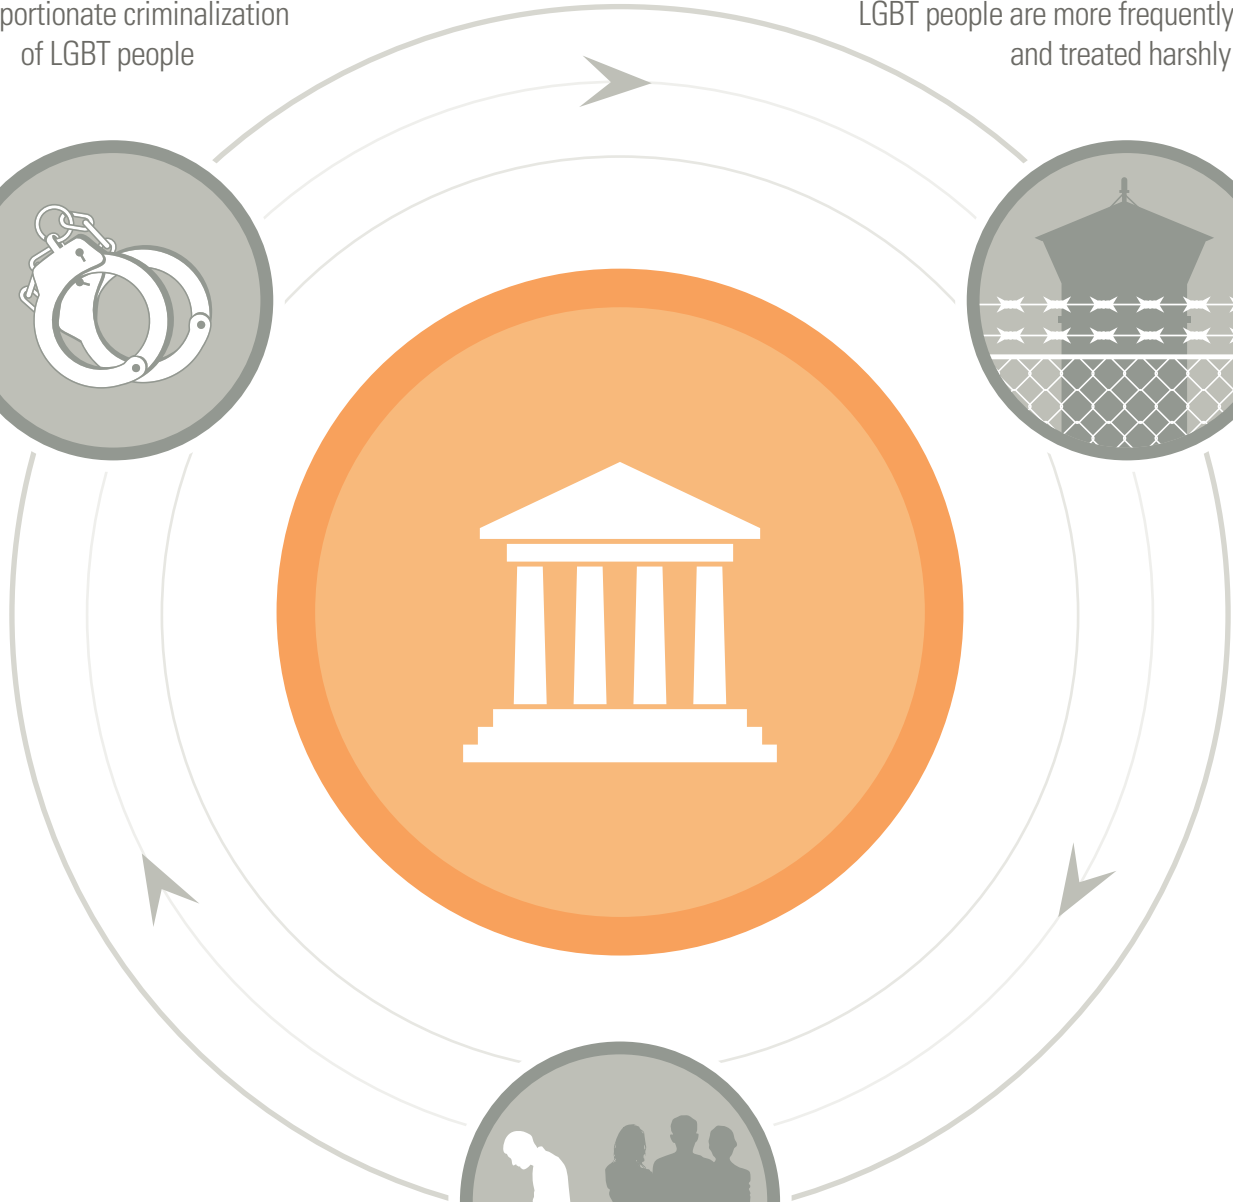 portionate criminalization
of LGBT people
LGBT people are more frequently
and treated harshly